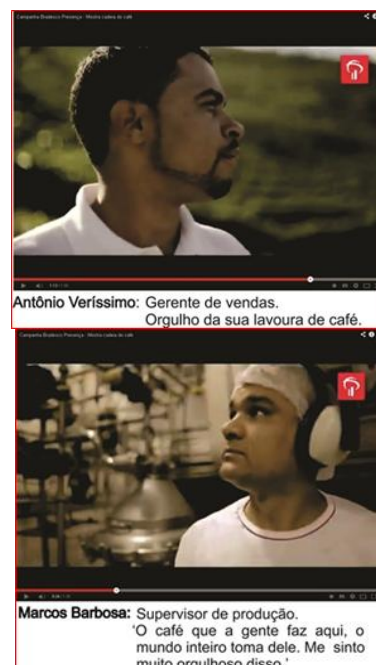 Campanha Bradesco Presença - Mostra cadeia do café
Antônio Veríssimo: Gerente de vendas.
Orgulho da sua lavoura de café.
Campanha Bradesco Presença - Mostra cadeia do café
Marcos Barbosa: Supervisor de produção.
'O café que a gente faz aqui, o
mundo inteiro toma dele. Me sinto
muito orgulhoso disso.'